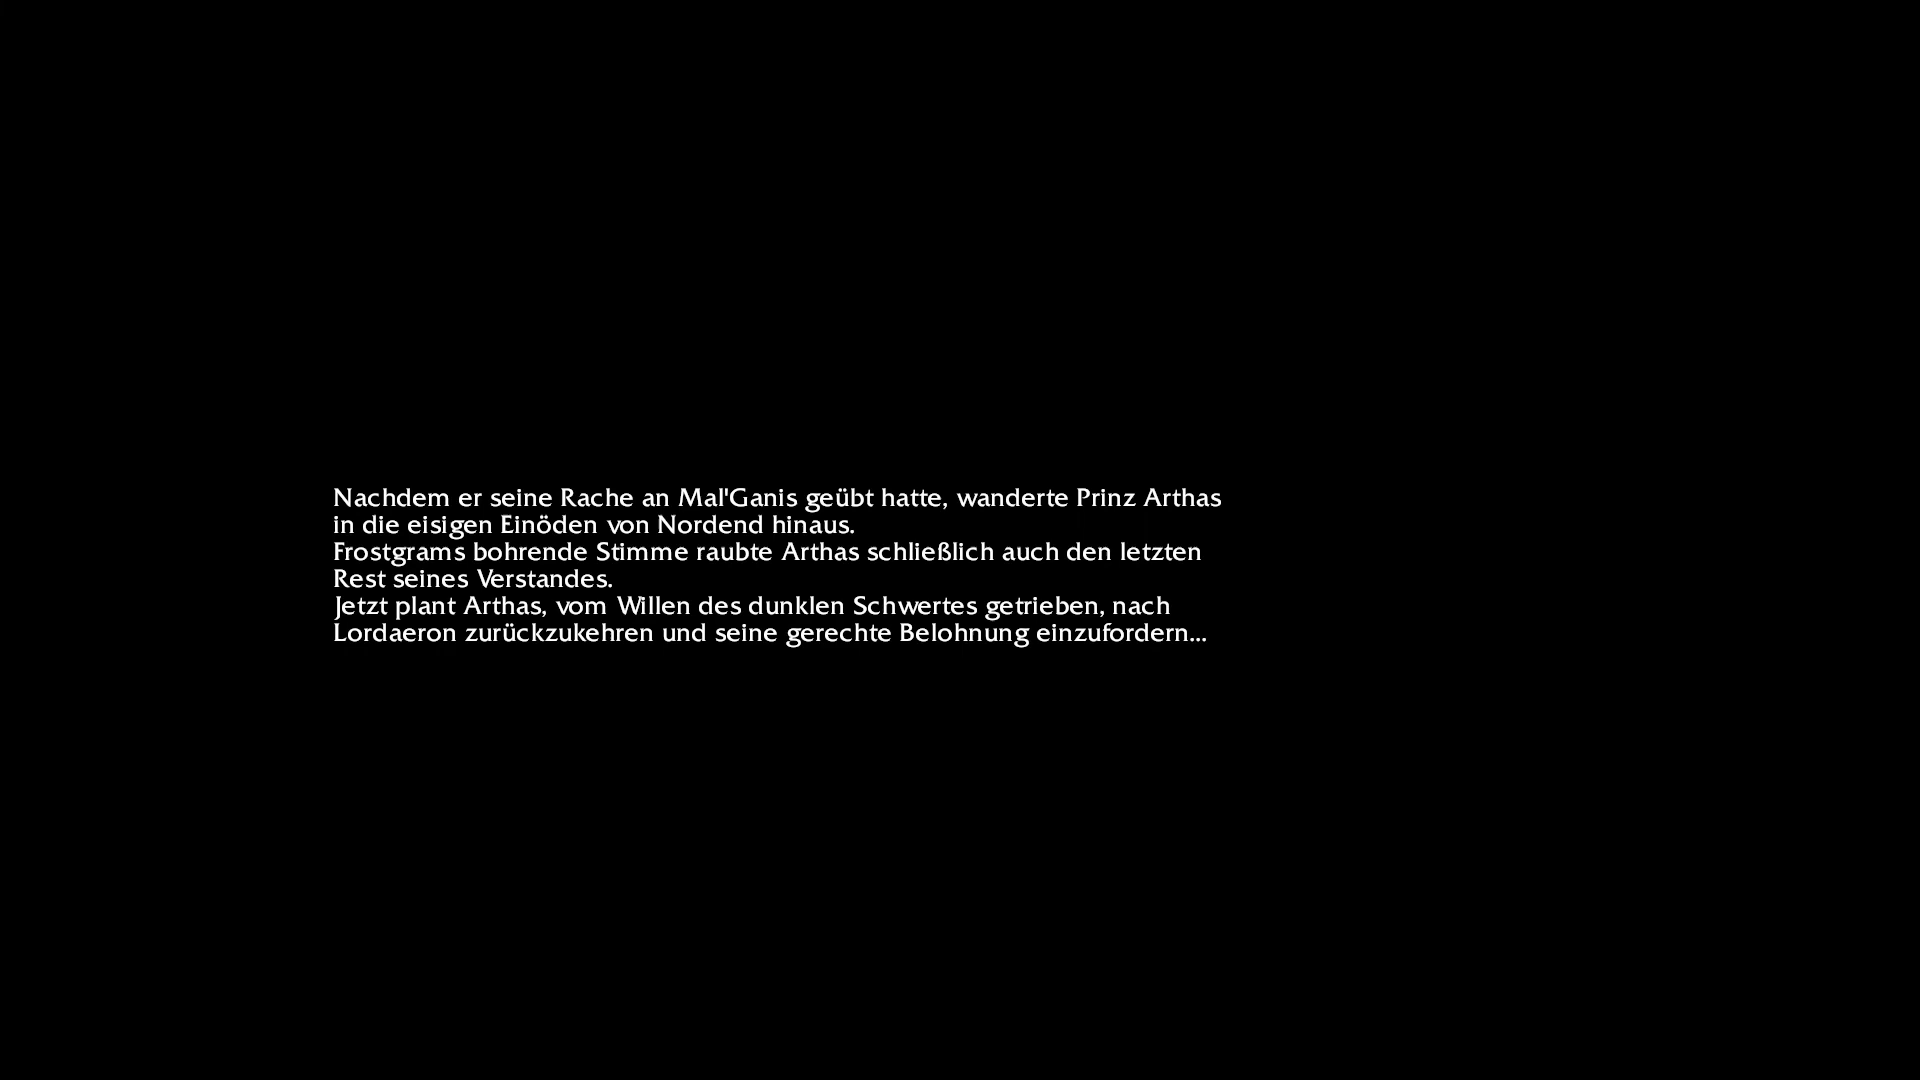 Nachdem er seine Rache an Mal'Ganis geübt hatte, wanderte Prinz Arthas
in die eisigen Einöden von Nordend hinaus.
Frostgrams bohrende Stimme raubte Arthas schließlich auch den letzten
Rest seines Verstandes.
Jetzt plant Arthas, vom Willen des dunklen Schwertes getrieben, nach
Lordaeron zurückzukehren und seine gerechte Belohnung einzufordern...